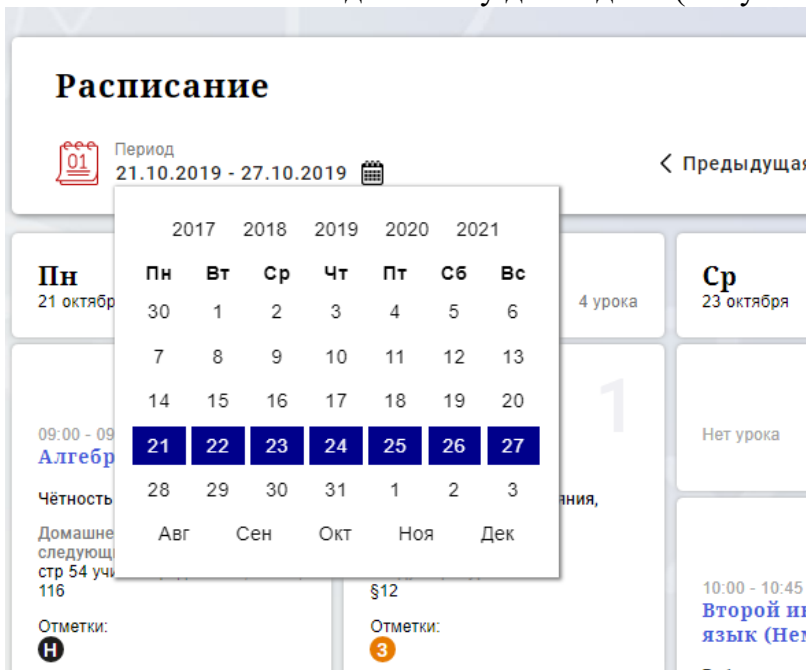 Расписание
01
Период
21.10.2019 - 27.10.2019
Предыдущая
2017 2018 2019 2020 2021
Пн Вт Ср Чт Пт Сб Вс
30 1 2 3 4 5 6
7 8 9 10 11 12 13
14 15 16 17 18 19 20
21 22 23 24 25 26 27
28 29 30 31 1 2 3
Авг Сен Окт Ноя Дек
Пн
21 октябр
09:00 - 09
Алгебр
Чётность
Домашне
следующ
стр 54 учи
116
Отметки:
Н
4 урока
1
яния,
§12
Отметки:
3
Ср
23 октября
Нет урока
10:00 - 10:45
Второй ин
язык (Нем